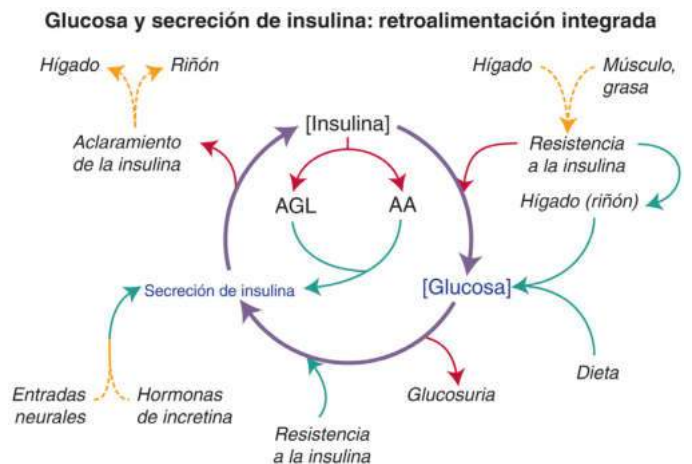 Glucosa y secreción de insulina: retroalimentación integrada
Hígado
Riñón
Hígado
Músculo,
grasa
[Insulina]
Aclaramiento
de la insulina
Resistencia
a la insulina
AGL
AA
Hígado (riñón)
Secreción de insulina
[Glucosa]
Entradas
neurales
Hormonas
de incretina
Glucosuria
Dieta
Resistencia
a la insulina